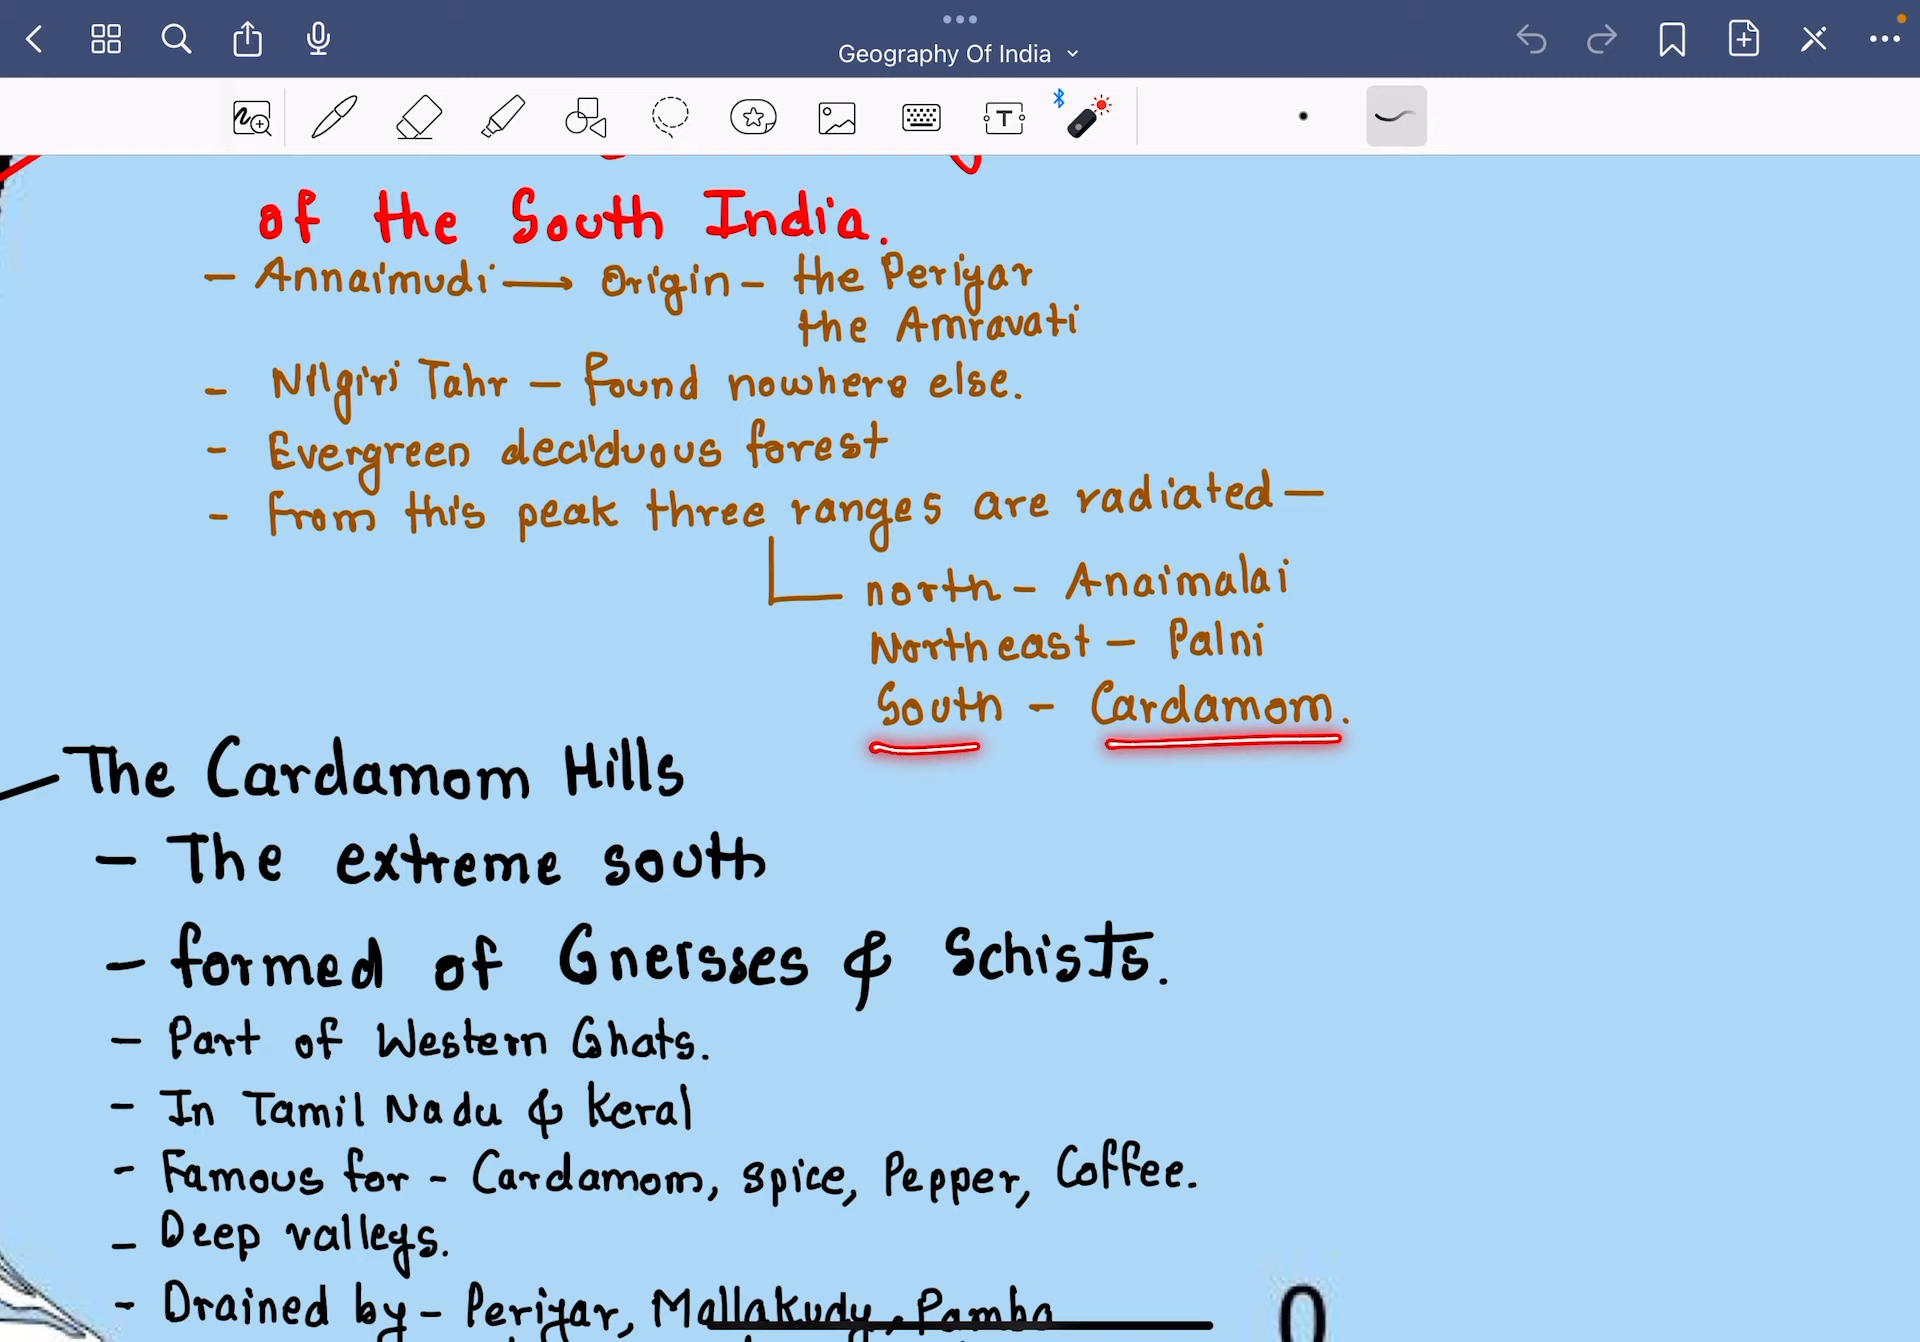 Geography Of India
of the South India.
- Annaimudi → Origin - the Periyar
the Amravati
- Nilgiri Tahr - found nowhere else.
- Evergreen deciduous forest
- From this peak three ranges are radiated -
north - Anaimalai
Northeast - Palni
South - Cardamom.
The Cardamom Hills
- The extreme south
- formed of Gneisses & Schists.
- Part of Western Ghats.
- In Tamil Nadu & Keral
- Famous for - Cardamom, spice, Pepper, Coffee.
- Deep valleys.
- Drained by - Periyar, Mallakudy, Pamba